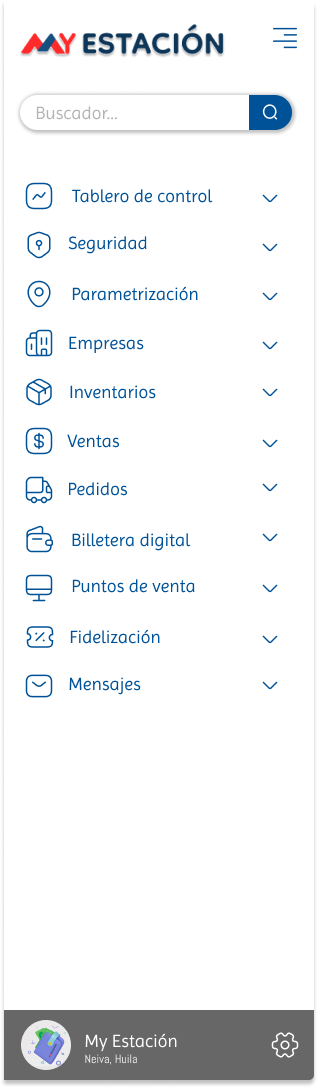 MY ESTACIÓN
Buscador...
Tablero de control
Seguridad
Parametrización
Empresas
Inventarios
$ Ventas
Pedidos
Billetera digital
Puntos de venta
Fidelización
Mensajes
My Estación
Neiva, Huila